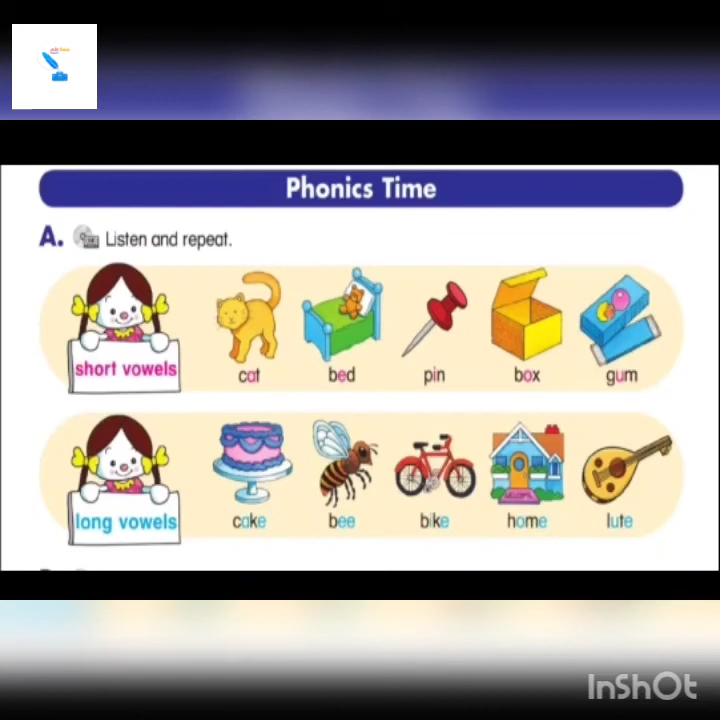 Phonics Time
A. Listen and repeat.
short vowels
cat bed pin box gum
long vowels
cake bee bike home lute
InShOt